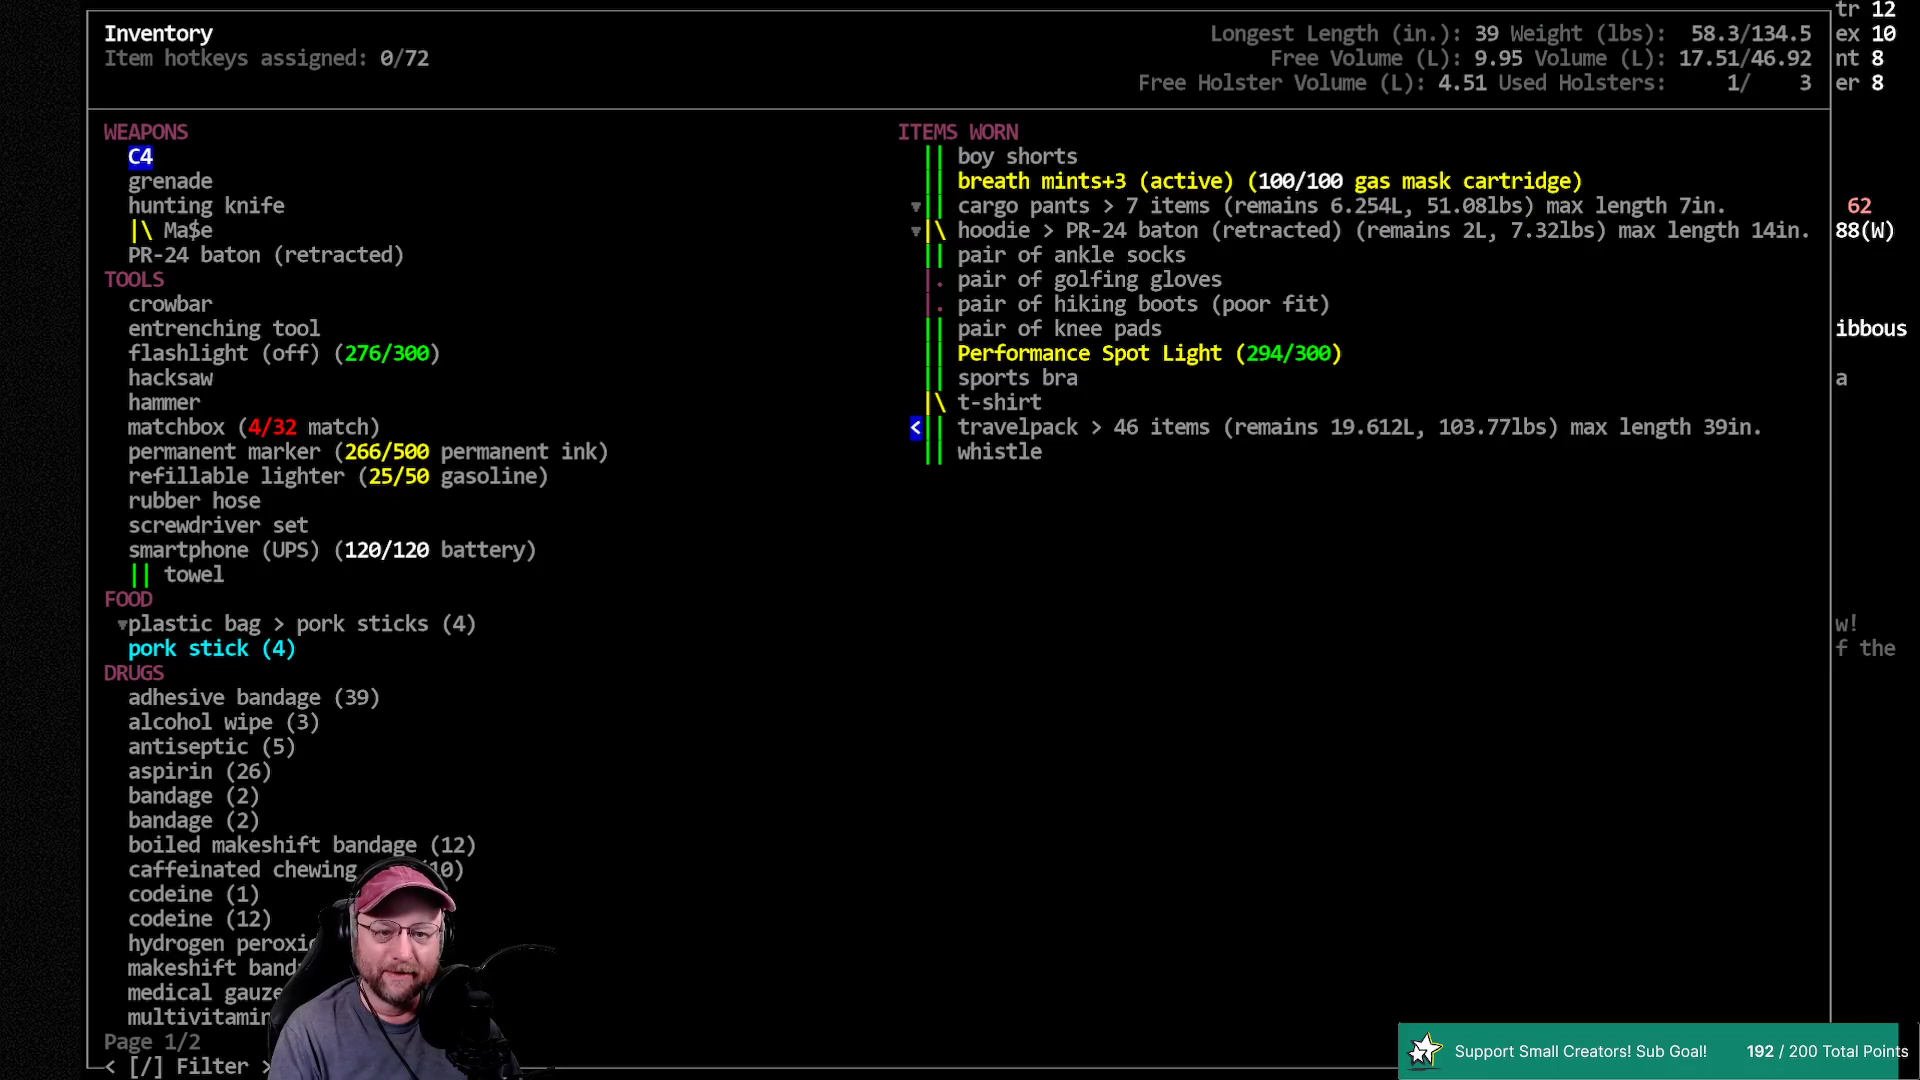 Inventory
Item hotkeys assigned: 0/72
Longest Length (in.): 39 Weight (lbs): 58.3/134.5
Free Volume (L): 9.95 Volume (L): 17.51/46.92
Free Holster Volume (L): 4.51 Used Holsters: 1/ 3
tr 12
ex 10
nt 8
er 8
WEAPONS
C4
grenade
hunting knife
|\ Ma$e
PR-24 baton (retracted)
TOOLS
crowbar
entrenching tool
flashlight (off) (276/300)
hacksaw
hammer
matchbox (4/32 match)
permanent marker (266/500 permanent ink)
refillable lighter (25/50 gasoline)
rubber hose
screwdriver set
smartphone (UPS) (120/120 battery)
|| towel
FOOD
▼plastic bag > pork sticks (4)
pork stick (4)
DRUGS
adhesive bandage (39)
alcohol wipe (3)
antiseptic (5)
aspirin (26)
bandage (2)
bandage (2)
boiled makeshift bandage (12)
caffeinated chewing 10)
codeine (1)
codeine (12)
hydrogen peroxi
makeshift band
medical gauze
multivitamin
Page 1/2
< [/] Filter >
ITEMS WORN
|| boy shorts
|| breath mints+3 (active) (100/100 gas mask cartridge)
▼|| cargo pants > 7 items (remains 6.254L, 51.08lbs) max length 7in.
▼|\ hoodie > PR-24 baton (retracted) (remains 2L, 7.32lbs) max length 14in.
|| pair of ankle socks
|. pair of golfing gloves
|. pair of hiking boots (poor fit)
|| pair of knee pads
|| Performance Spot Light (294/300)
|| sports bra
|\ t-shirt
<|| travelpack > 46 items (remains 19.612L, 103.77lbs) max length 39in.
|| whistle
62
88(W)
ibbous
a
w!
f the
Support Small Creators! Sub Goal! 192 / 200 Total Points